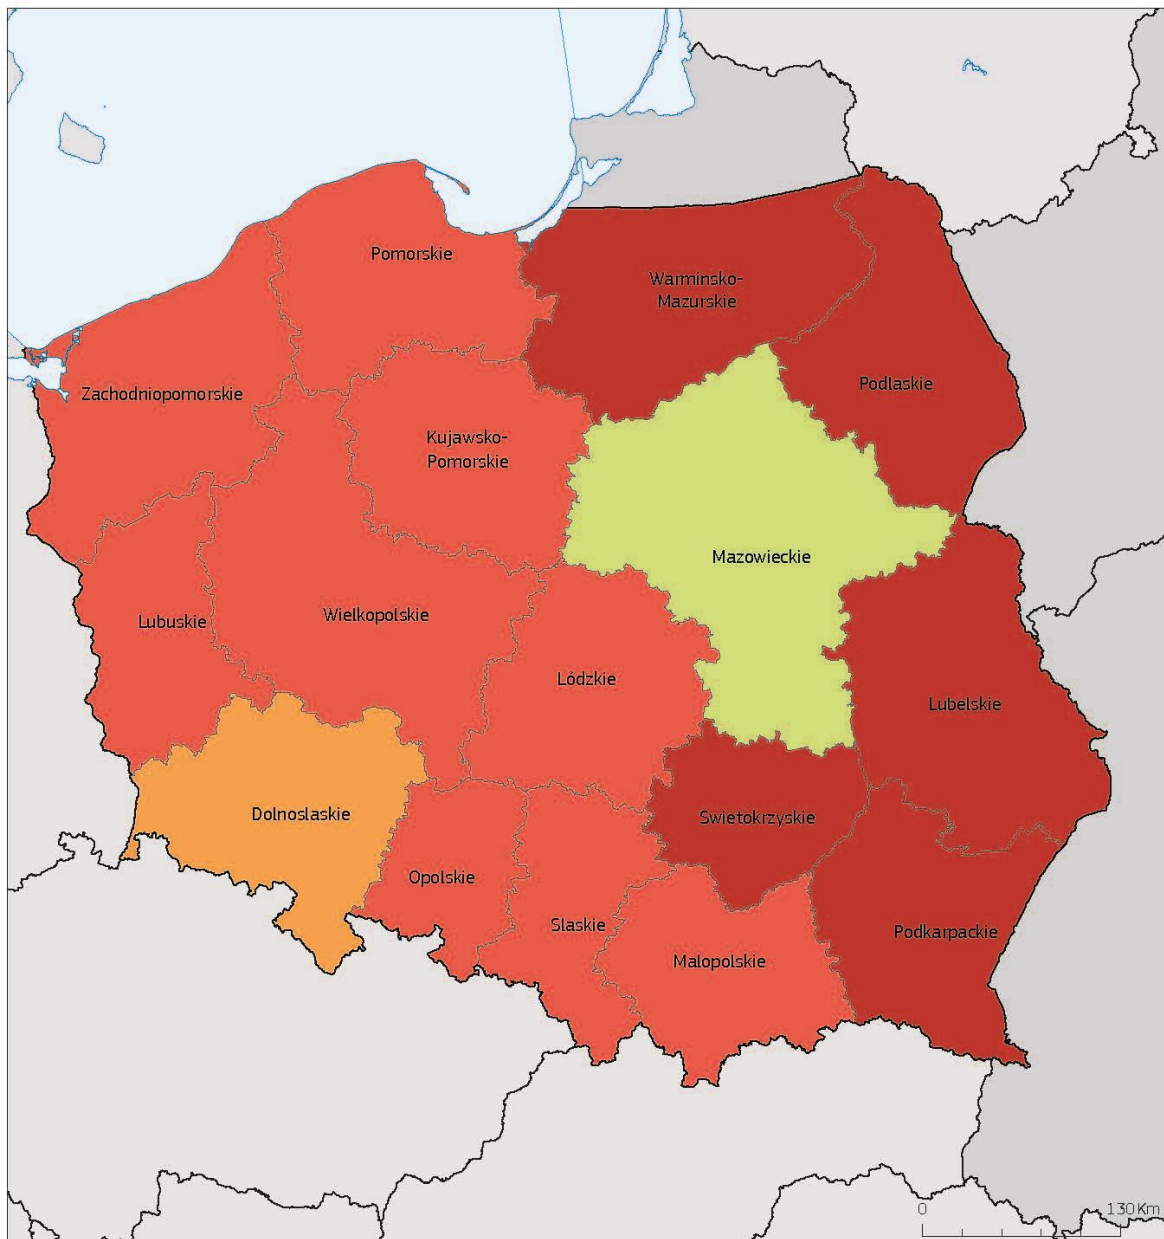 Pomorskie
Warminsko-
Mazurskie
Podlaskie
Zachodniopomorskie
Kujawsko-
Pomorskie
Mazowieckie
Lubuskie
Wielkopolskie
Lódzkie
Lubelskie
Dolnoslaskie
Swietokrzyskie
Opolskie
Slaskie
Podkarpackie
Malopolskie
0 130 Km